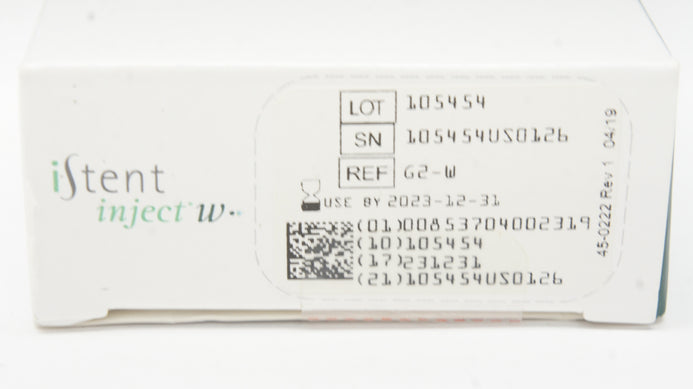 iStent
inject W
LOT 105454
SN 105454US0126
REF G2-W
USE BY 2023-12-31
(01)00853704002319
(10)105454
(17)231231
(21)105454US0126
45-0222 Rev 1 04/19